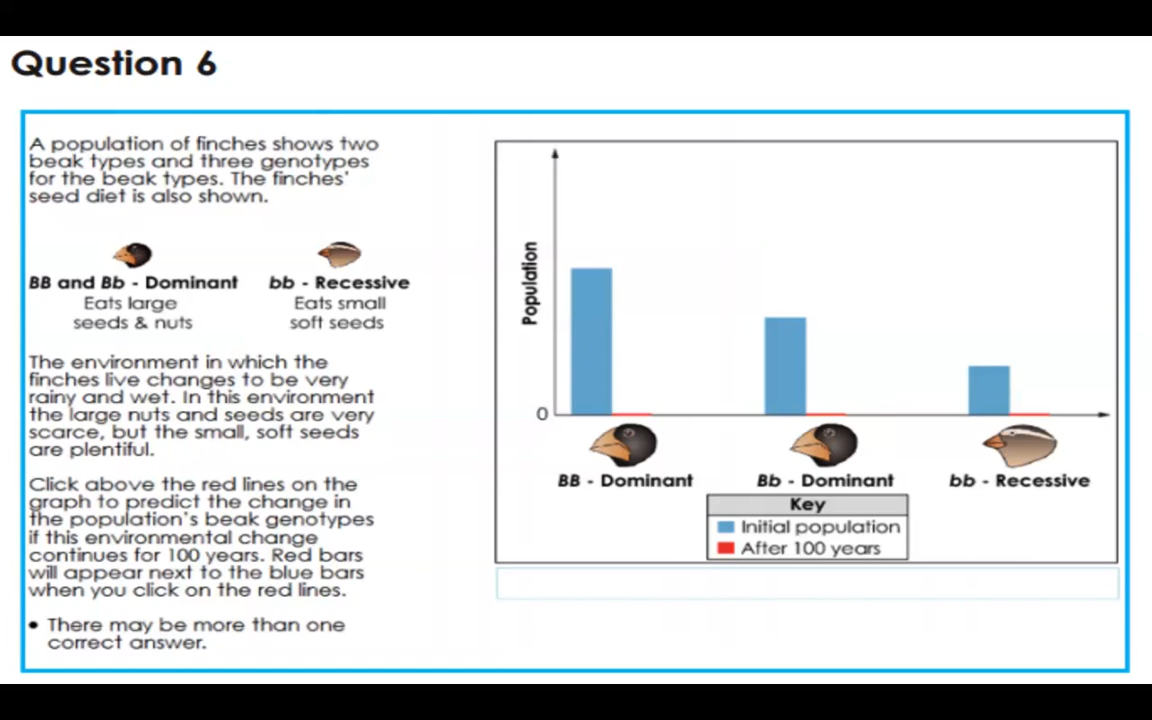 Question 6
A population of finches shows two
beak types and three genotypes
for the beak types. The finches'
seed diet is also shown.
BB and Bb - Dominant
Eats large
seeds & nuts
bb - Recessive
Eats small
soft seeds
The environment in which the
finches live changes to be very
rainy and wet. In this environment
the large nuts and seeds are very
scarce, but the small, soft seeds
are plentiful.
Click above the red lines on the
graph to predict the change in
the population's beak genotypes
if this environmental change
continues for 100 years. Red bars
will appear next to the blue bars
when you click on the red lines.
• There may be more than one
correct answer.
Population
0
BB - Dominant
Bb - Dominant
bb - Recessive
Key
Initial population
After 100 years